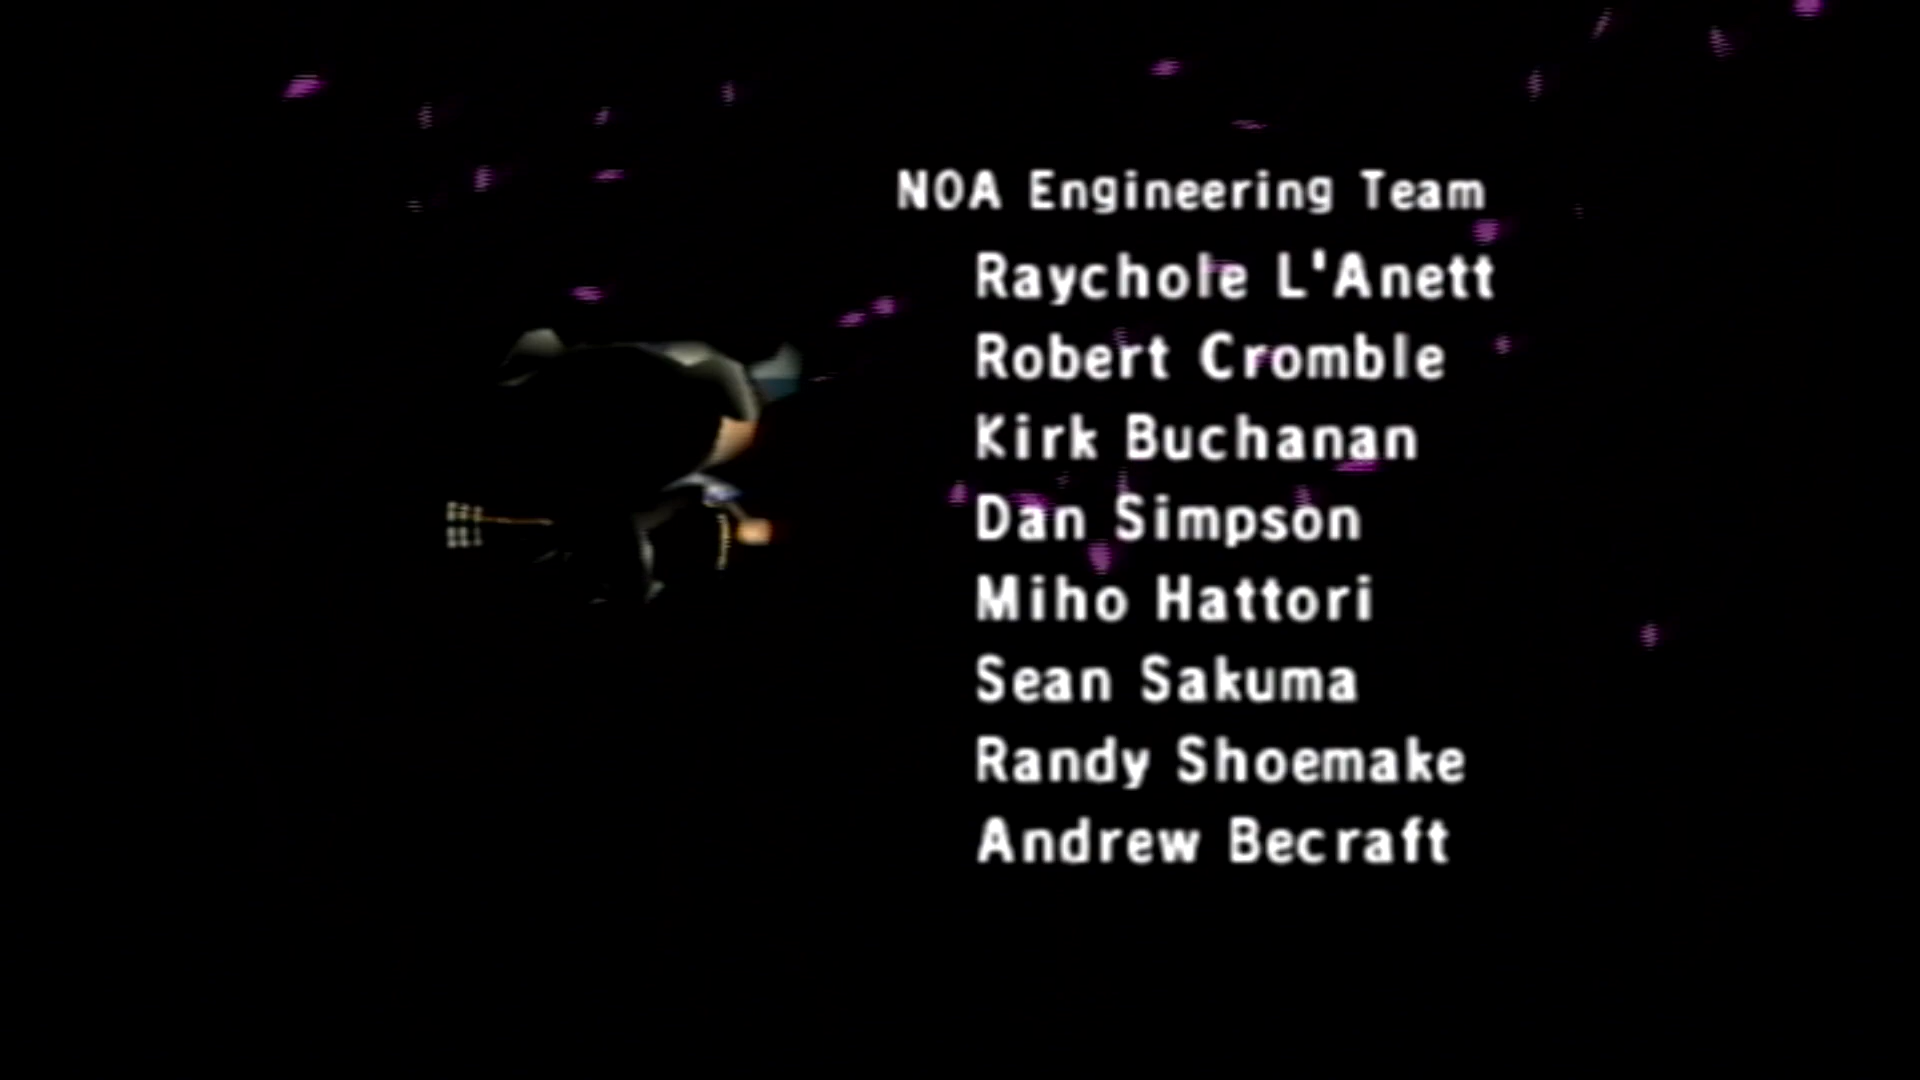 NOA Engineering Team
Raychole L'Anett
Robert Cromble
Kirk Buchanan
Dan Simpson
Miho Hattori
Sean Sakuma
Randy Shoemake
Andrew Becraft